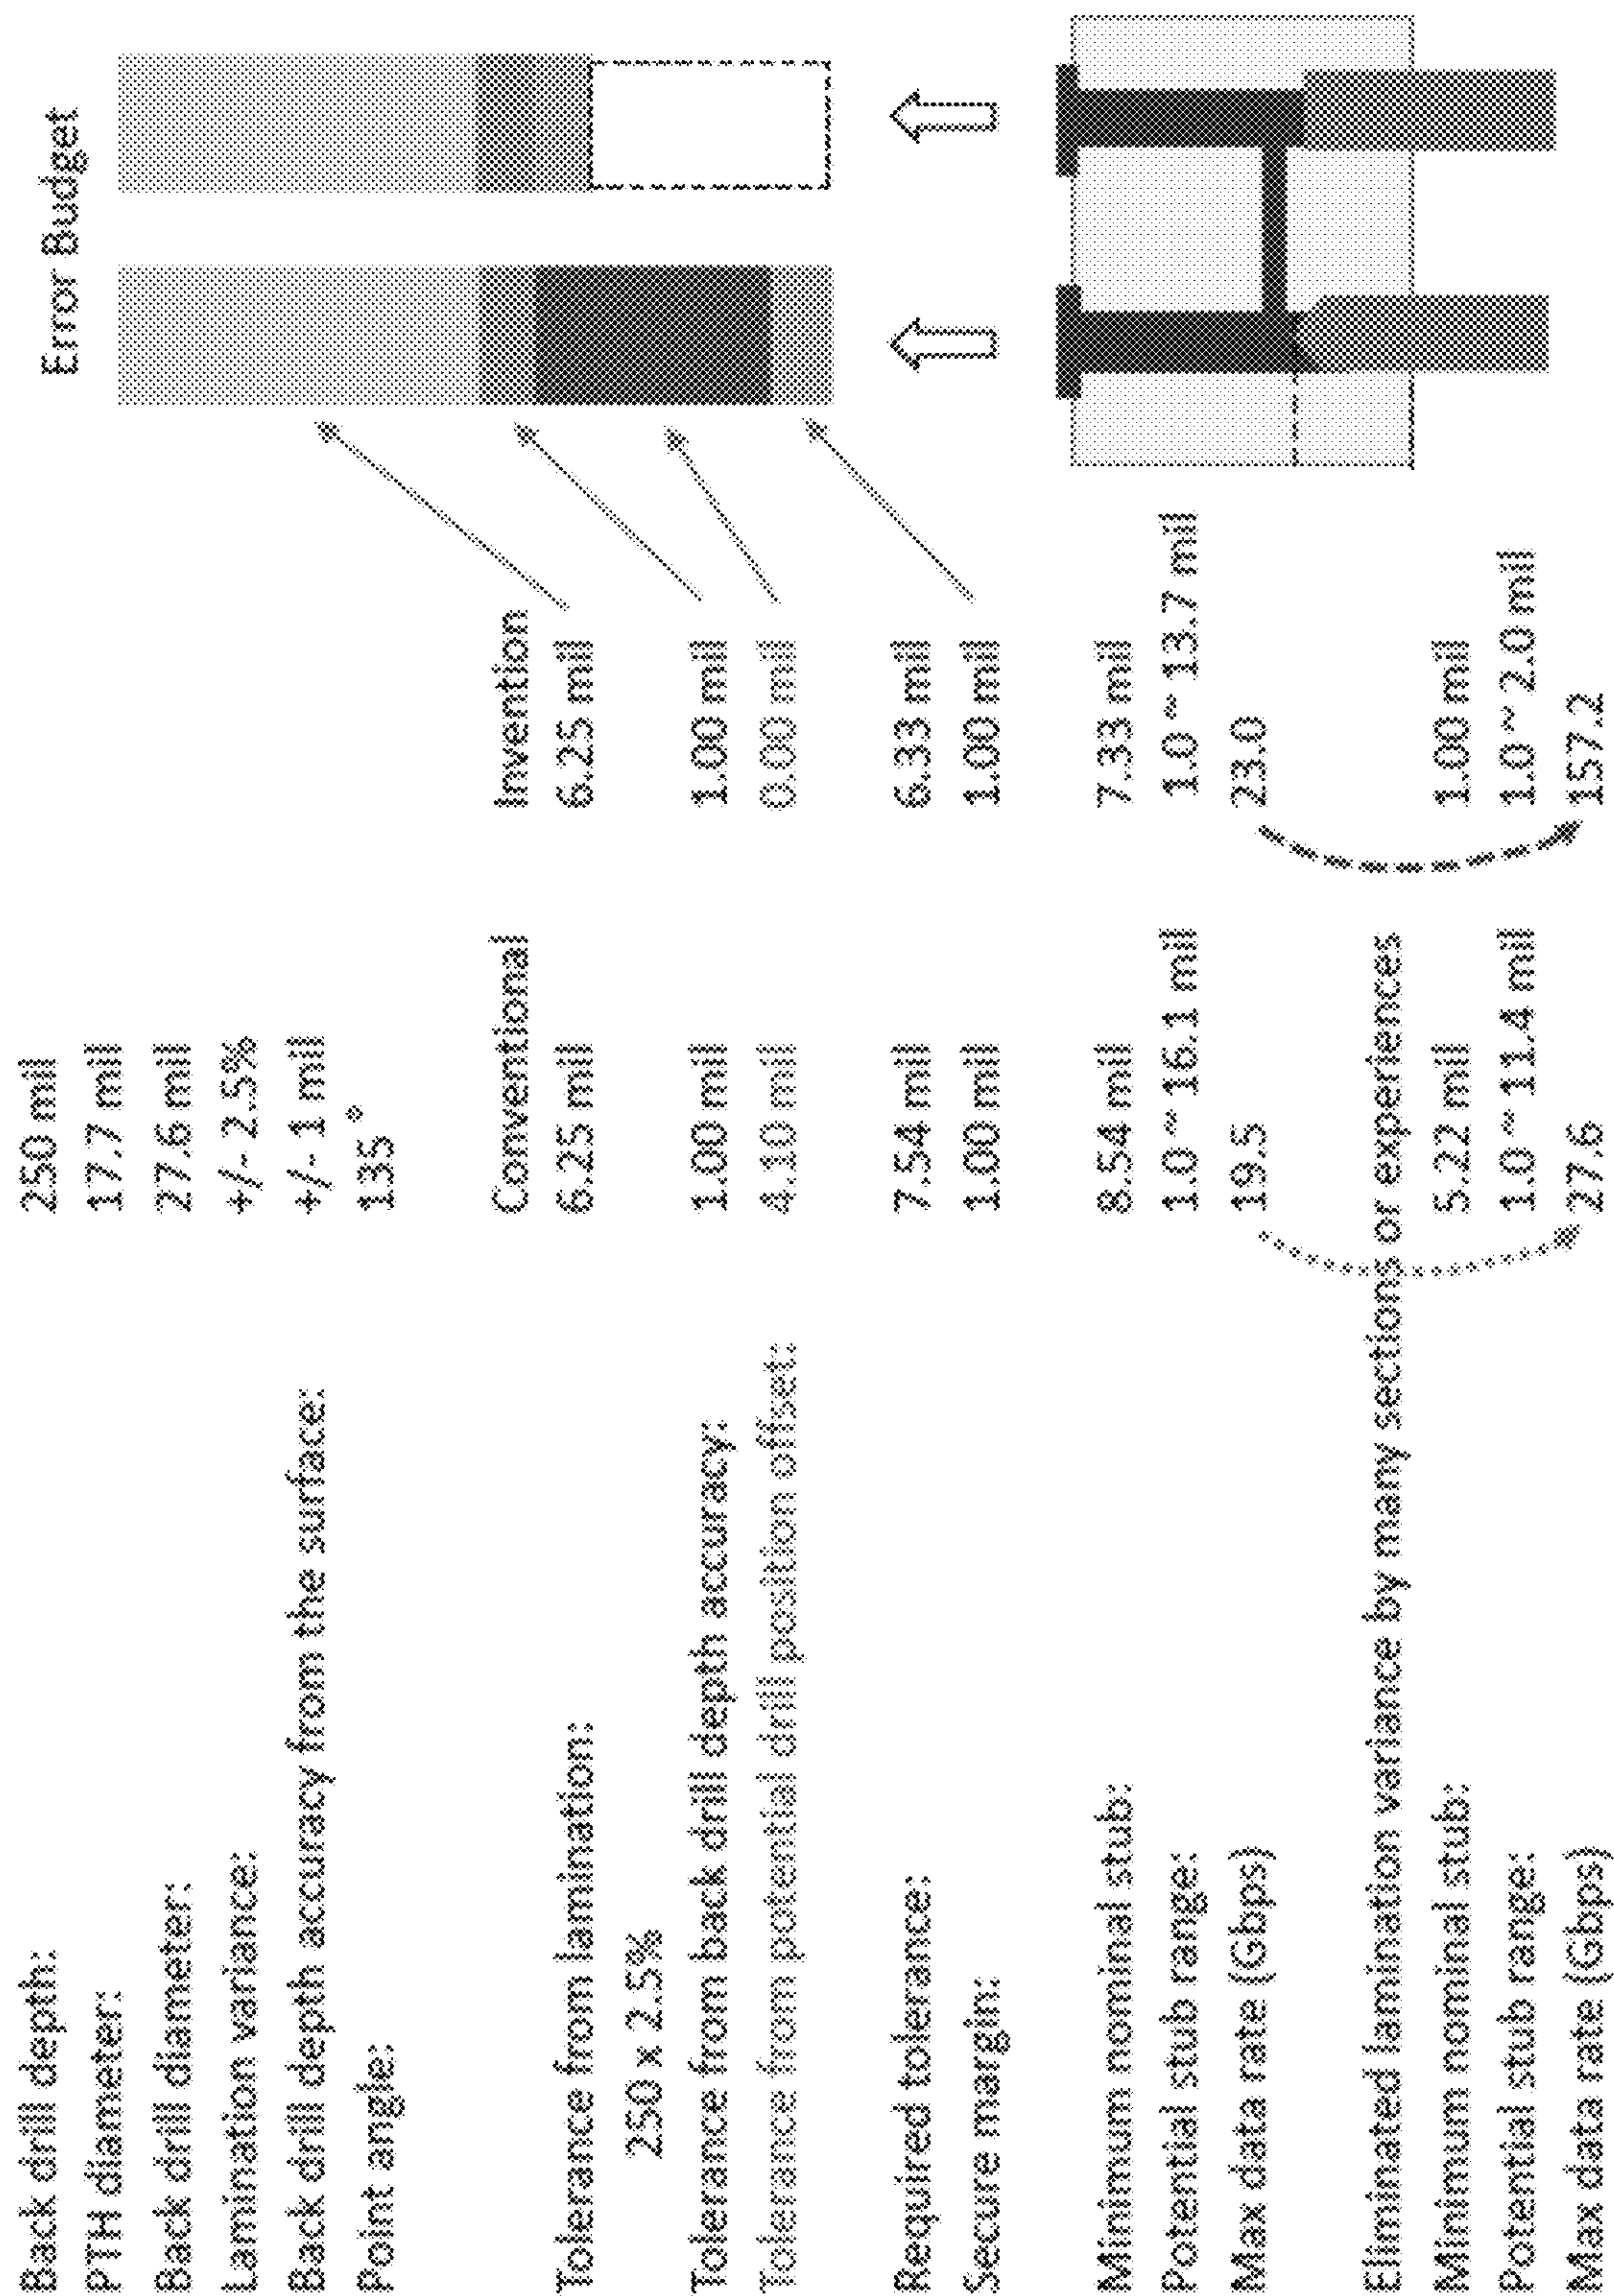 Error Budget
Back drill depth: 250 mil
PTH diameter: 17.7 mil
Back drill diameter: 27.6 mil
Lamination variance: +/- 2.5%
Back drill depth accuracy from the surface: +/- 1 mil
Point angle: 135°
Conventional Invention
Tolerance from lamination: 6.25 mil 6.25 mil
250 x 2.5%
Tolerance from back drill depth accuracy: 1.00 mil 1.00 mil
Tolerance from potential drill position offset: 4.10 mil 0.00 mil
Required tolerance: 7.54 mil 6.33 mil
Secure margin: 1.00 mil 1.00 mil
Minimum nominal stub: 8.54 mil 7.33 mil
Potential stub range: 1.0 ~ 16.1 mil 1.0 ~ 13.7 mil
Max data rate (Gbps) 19.5 23.0
Eliminated lamination variance by many sections or experiences
Minimum nominal stub: 5.22 mil 1.00 mil
Potential stub range: 1.0 ~ 11.4 mil 1.0 ~ 2.0 mil
Max data rate (Gbps) 27.6 157.2